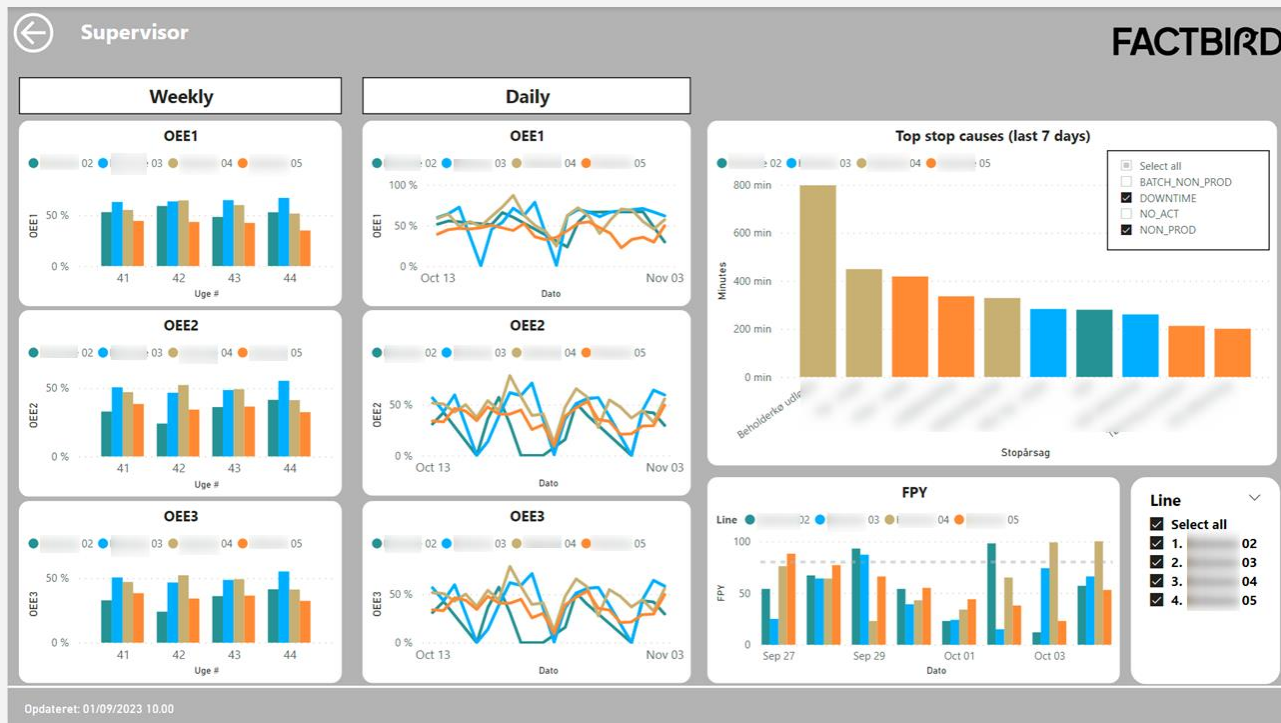 Supervisor
FACTBIRD
Weekly
Daily
OEE1
02 03 04 05
OEE1
50 %
0 %
41 42 43 44
Uge #
OEE2
02 03 04 05
OEE2
50 %
0 %
41 42 43 44
Uge #
OEE3
02 03 04 05
OEE3
50 %
0 %
41 42 43 44
Uge #
OEE1
02 03 04 05
OEE1
100 %
50 %
0 %
Oct 13 Nov 03
Dato
OEE2
02 03 04 05
OEE2
50 %
0 %
Oct 13 Nov 03
Dato
OEE3
02 03 04 05
OEE3
50 %
0 %
Oct 13 Nov 03
Dato
Top stop causes (last 7 days)
02 03 04 05
Select all
BATCH_NON_PROD
DOWNTIME
NO_ACT
NON_PROD
Minutes
800 min
600 min
400 min
200 min
0 min
Beholderkø
Stopårsag
FPY
Line 02 03 04 05
FPY
100
50
0
Sep 27 Sep 29 Oct 01 Oct 03
Dato
Line
Select all
1. 02
2. 03
3. 04
4. 05
Opdateret: 01/09/2023 10.00